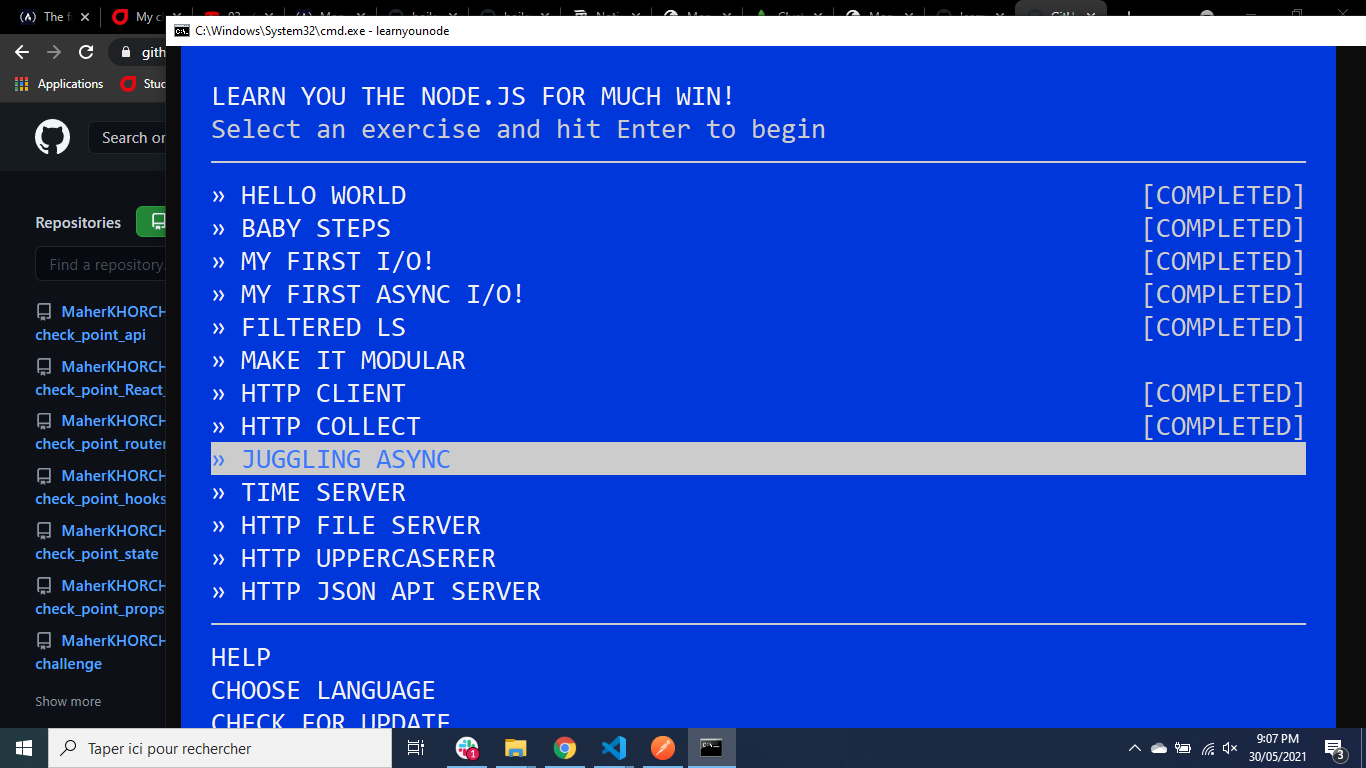 The f
My c
C:\Windows\System32\cmd.exe - learnyounode
gith
Applications
Stud
Search or
Repositories
Find a repository
MaherKHORCH
check_point_api
MaherKHORCH
check_point_React_
MaherKHORCH
check_point_router
MaherKHORCH
check_point_hooks
MaherKHORCH
check_point_state
MaherKHORCH
check_point_props
MaherKHORCH
challenge
Show more
LEARN YOU THE NODE.JS FOR MUCH WIN!
Select an exercise and hit Enter to begin
» HELLO WORLD [COMPLETED]
» BABY STEPS [COMPLETED]
» MY FIRST I/O! [COMPLETED]
» MY FIRST ASYNC I/O! [COMPLETED]
» FILTERED LS [COMPLETED]
» MAKE IT MODULAR
» HTTP CLIENT [COMPLETED]
» HTTP COLLECT [COMPLETED]
» JUGGLING ASYNC
» TIME SERVER
» HTTP FILE SERVER
» HTTP UPPERCASERER
» HTTP JSON API SERVER
HELP
CHOOSE LANGUAGE
CHECK FOR UPDATE
Taper ici pour rechercher
1
9:07 PM
30/05/2021
3